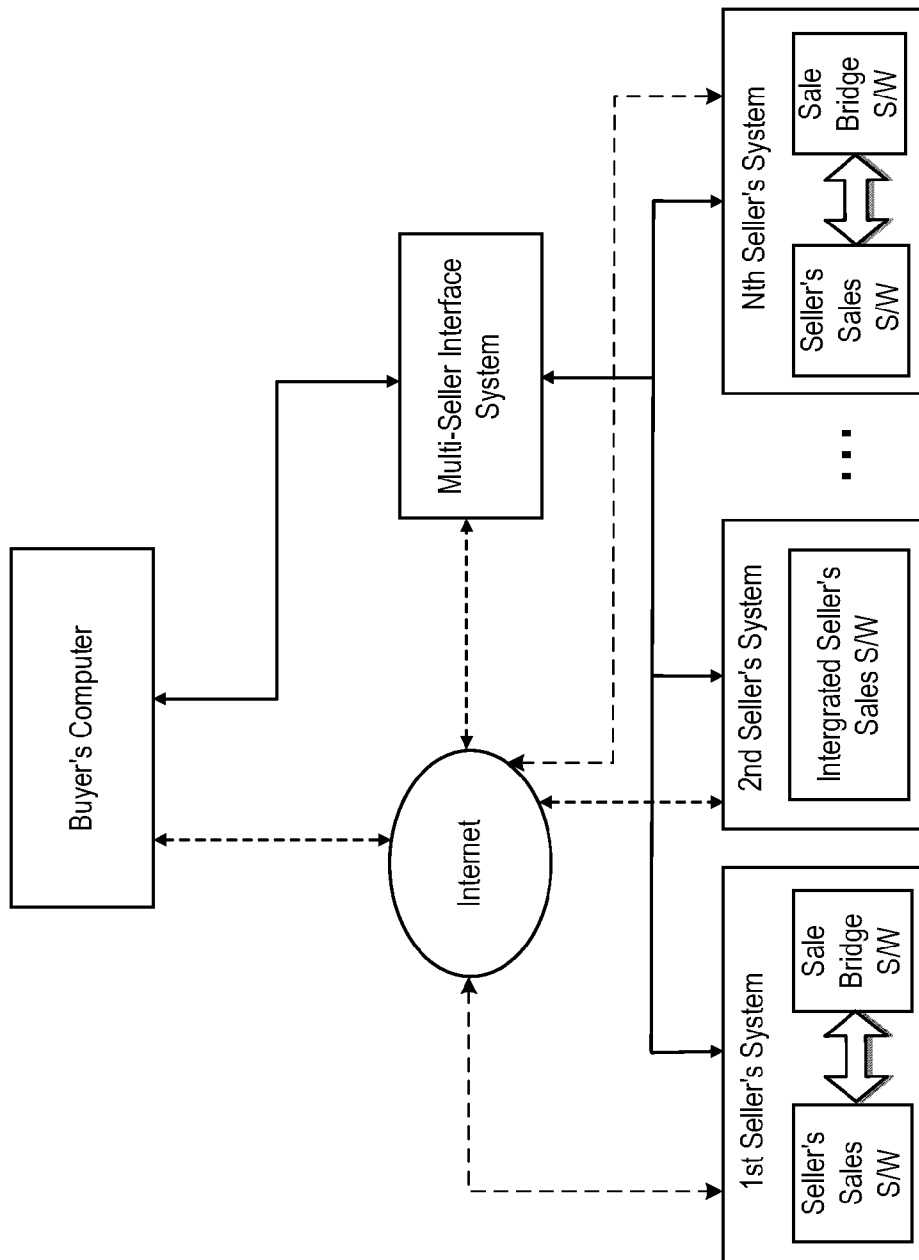 Buyer's Computer
Internet
Multi-Seller Interface
System
1st Seller's System
Seller's
Sales
S/W
Sale
Bridge
S/W
2nd Seller's System
Intergrated Seller's
Sales S/W
...
Nth Seller's System
Seller's
Sales
S/W
Sale
Bridge
S/W